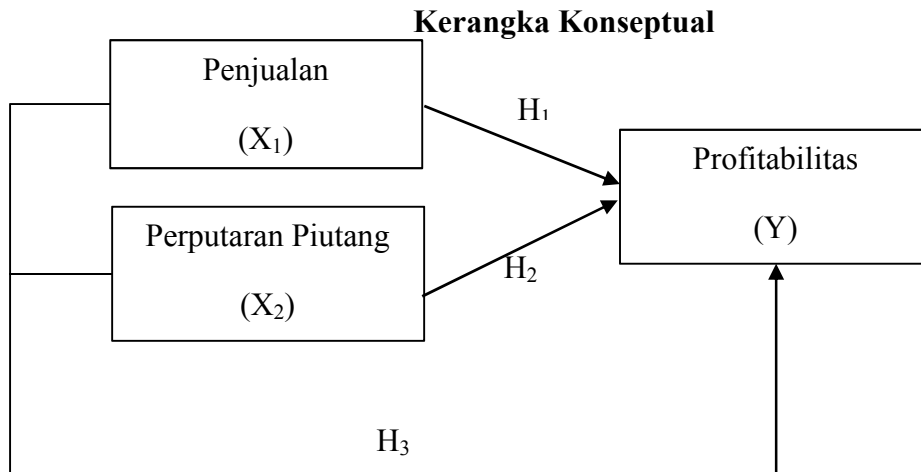 Kerangka Konseptual
Penjualan
(X₁)
H₁
Profitabilitas
(Y)
Perputaran Piutang
(X₂)
H₂
H₃